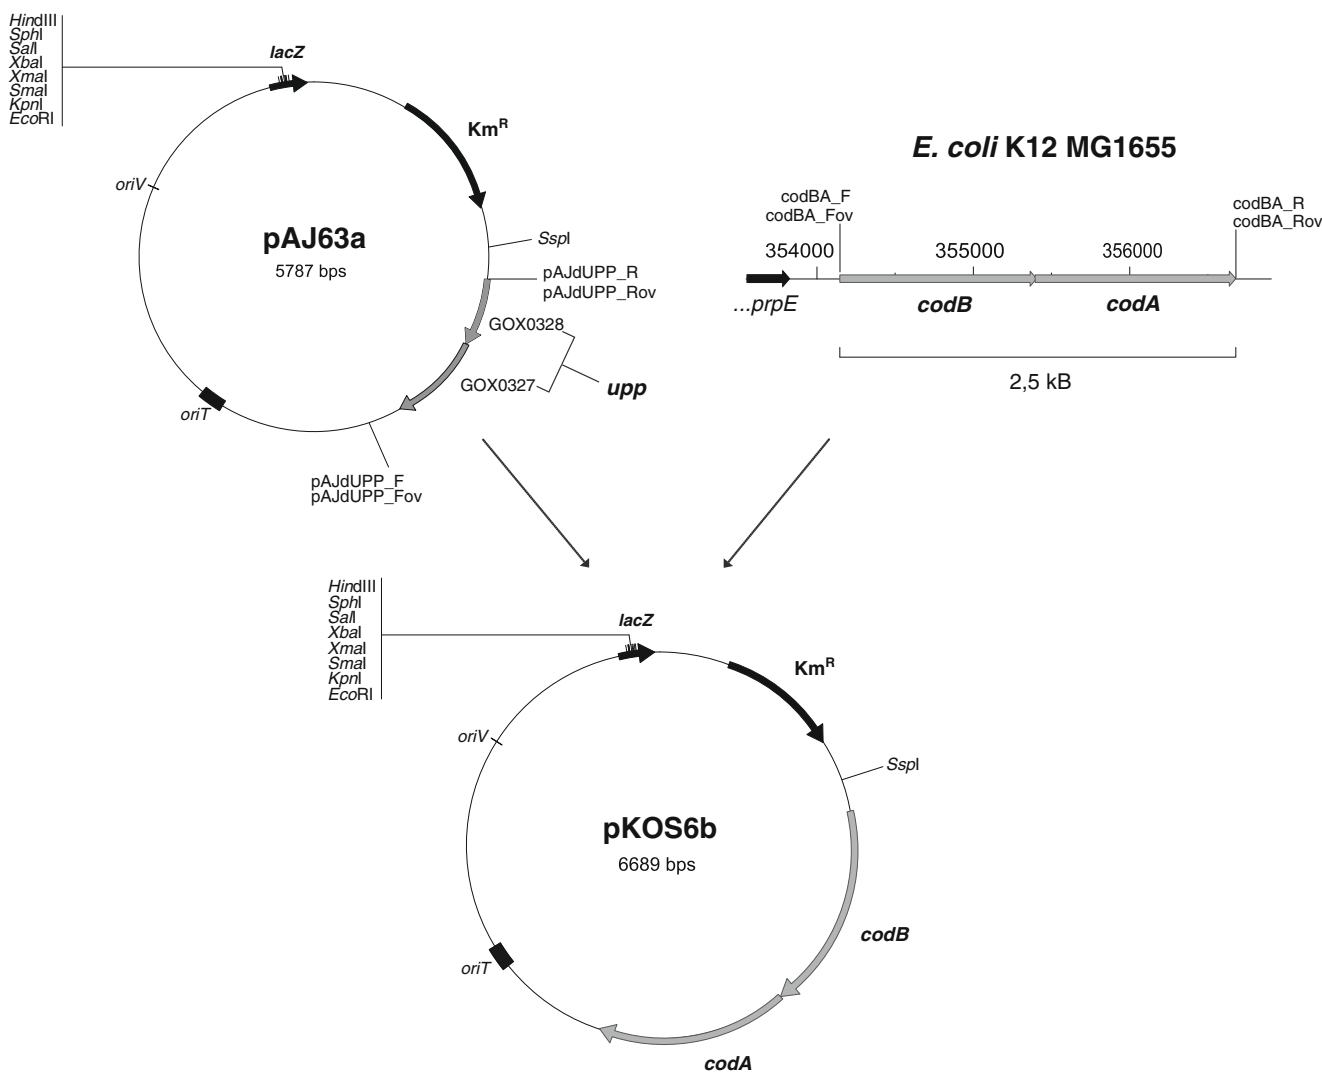 HindIII
SphI
SalI
XbaI
XmaI
SmaI
KpnI
EcoRI
lacZ
KmR
oriV
pAJ63a
5787 bps
SspI
pAJdUPP_R
pAJdUPP_Rov
GOX0328
GOX0327
upp
oriT
pAJdUPP_F
pAJdUPP_Fov
E. coli K12 MG1655
codBA_F
codBA_Fov
codBA_R
codBA_Rov
354000 355000 356000
...prpE codB codA
2,5 kB
HindIII
SphI
SalI
XbaI
XmaI
SmaI
KpnI
EcoRI
lacZ
KmR
oriV
SspI
pKOS6b
6689 bps
codB
oriT
codA